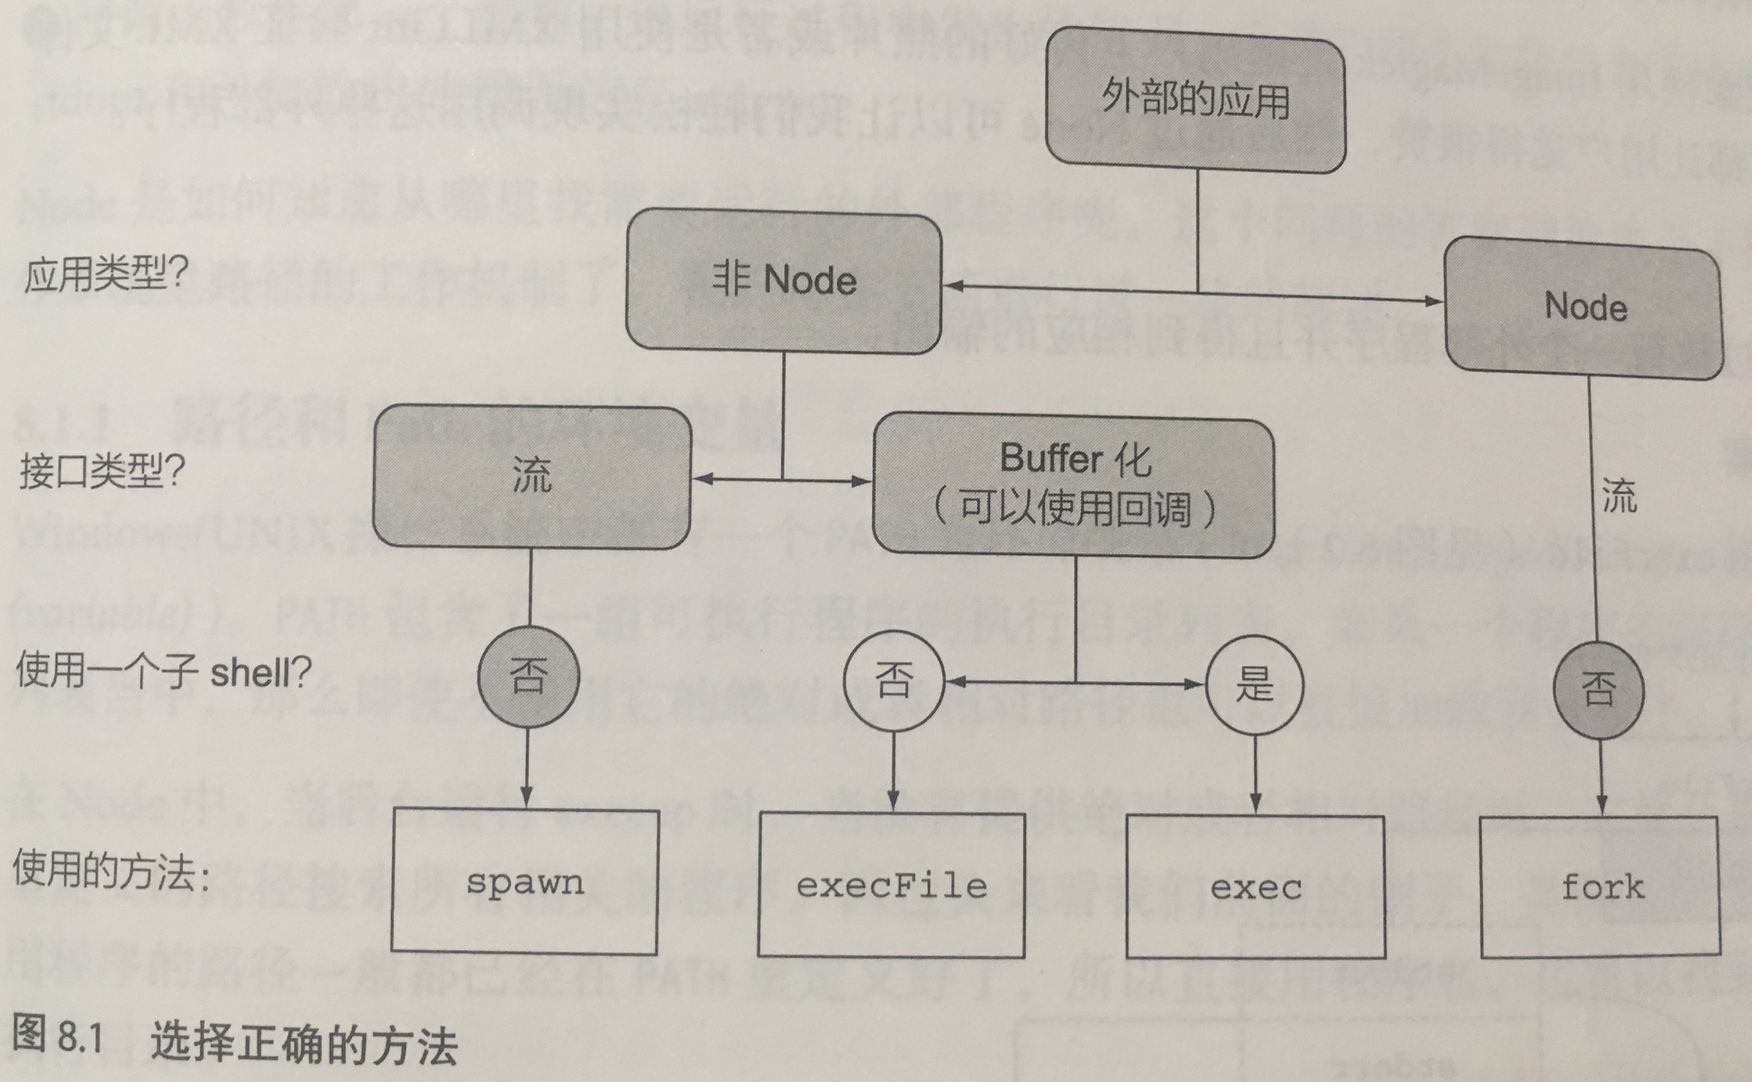 外部的应用
应用类型?
非 Node
Node
接口类型?
流
Buffer 化
（可以使用回调）
流
使用一个子 shell?
否
否
是
否
使用的方法:
spawn
execFile
exec
fork
图 8.1 选择正确的方法